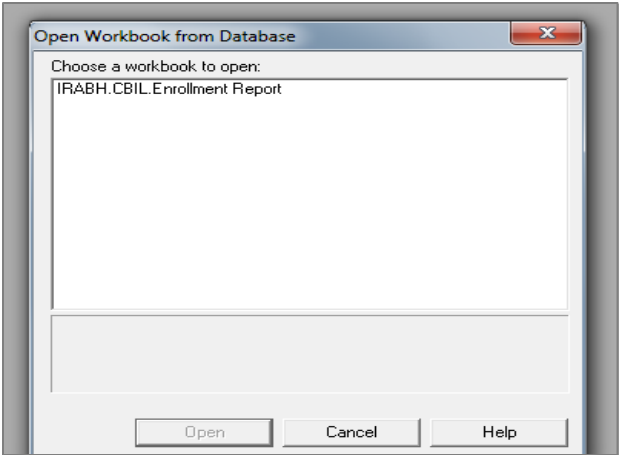 Open Workbook from Database
Choose a workbook to open:
IRABH.CBIL.Enrollment Report
Open Cancel Help